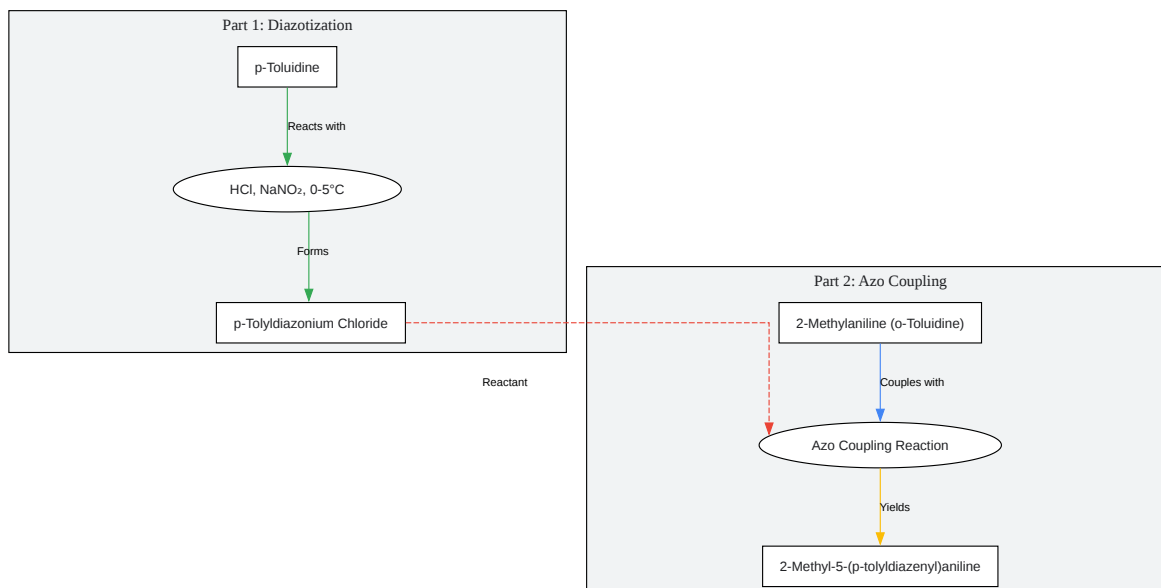 Part 1: Diazotization
p-Toluidine
Reacts with
HCl, NaNO₂, 0-5°C
Forms
p-Tolyldiazonium Chloride
Reactant
Part 2: Azo Coupling
2-Methylaniline (o-Toluidine)
Couples with
Azo Coupling Reaction
Yields
2-Methyl-5-(p-tolyldiazenyl)aniline